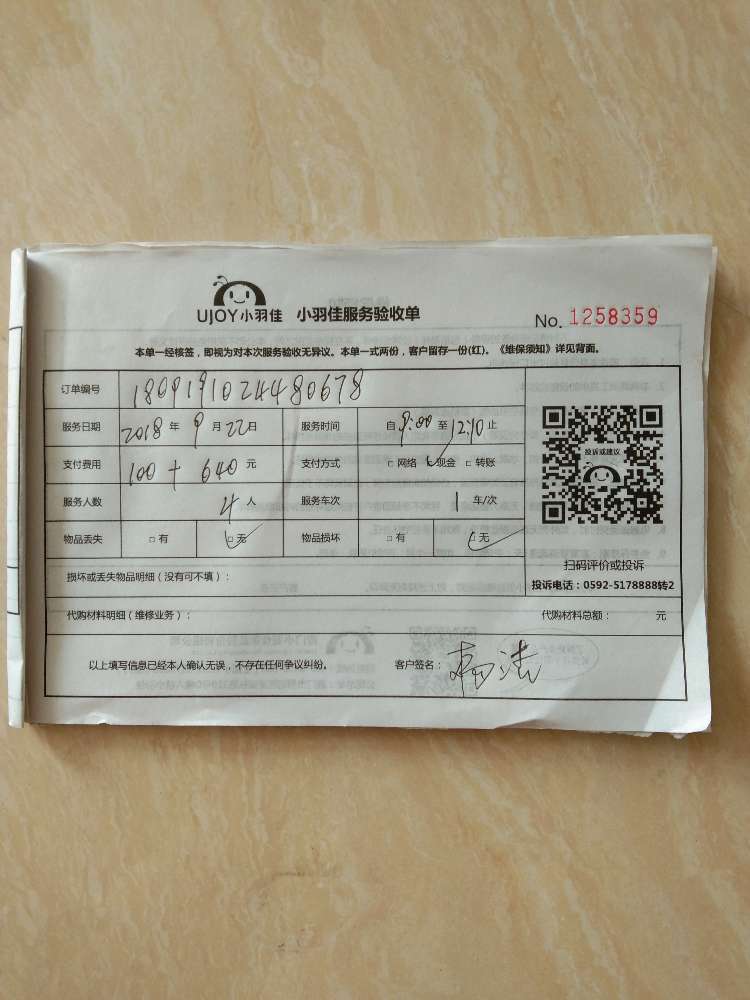 UJOY小羽佳 小羽佳服务验收单 No. 1258359
本单一经核签，即视为对本次服务验收无异议。本单一式两份，客户留存一份(红)。《维保须知》详见背面。
订单编号 1809191024480678
服务日期 2018 年 9 月 22 日 服务时间 自 9:00 至 12:10 止
支付费用 100 + 640 元 支付方式 □ 网络 ☑ 现金 □ 转账
服务人数 4 人 服务车次 1 车/次
物品丢失 □ 有 ☑ 无 物品损坏 □ 有 ☑ 无
投诉或建议
扫码评价或投诉
投诉电话：0592-5178888转2
损坏或丢失物品明细（没有可不填）：
代购材料明细（维修业务）： 代购材料总额： 元
以上填写信息已经本人确认无误，不存在任何争议纠纷。 客户签名：